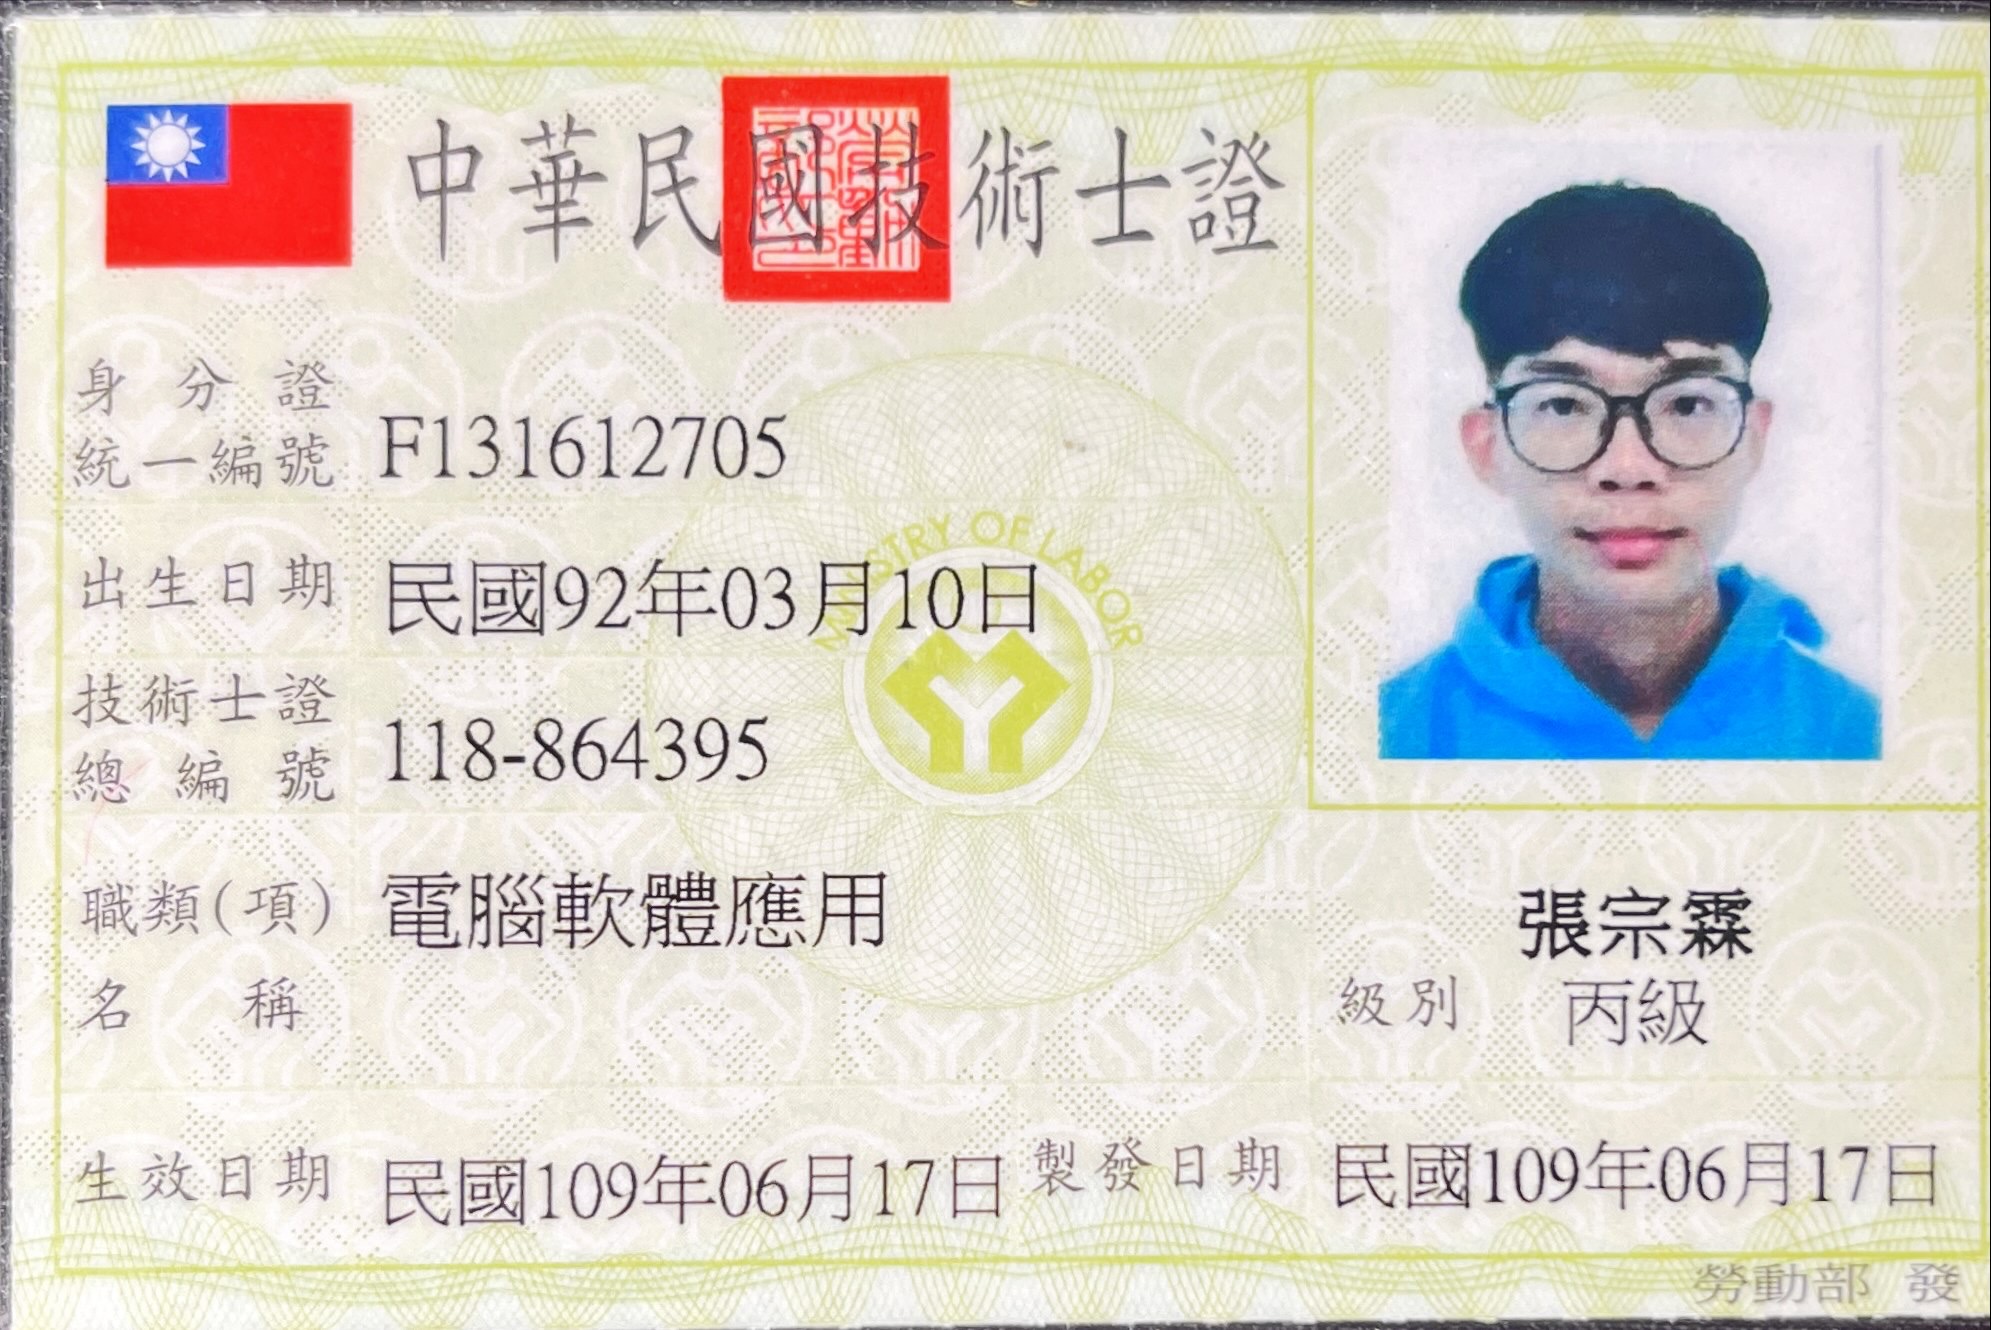 中華民國技術士證
身分證
統一編號 F131612705
MINISTRY OF LABOR
出生日期 民國92年03月10日
技術士證
總編號 118-864395
職類(項) 電腦軟體應用
名稱
張宗霖
級別 丙級
生效日期 民國109年06月17日 製發日期 民國109年06月17日
勞動部 發